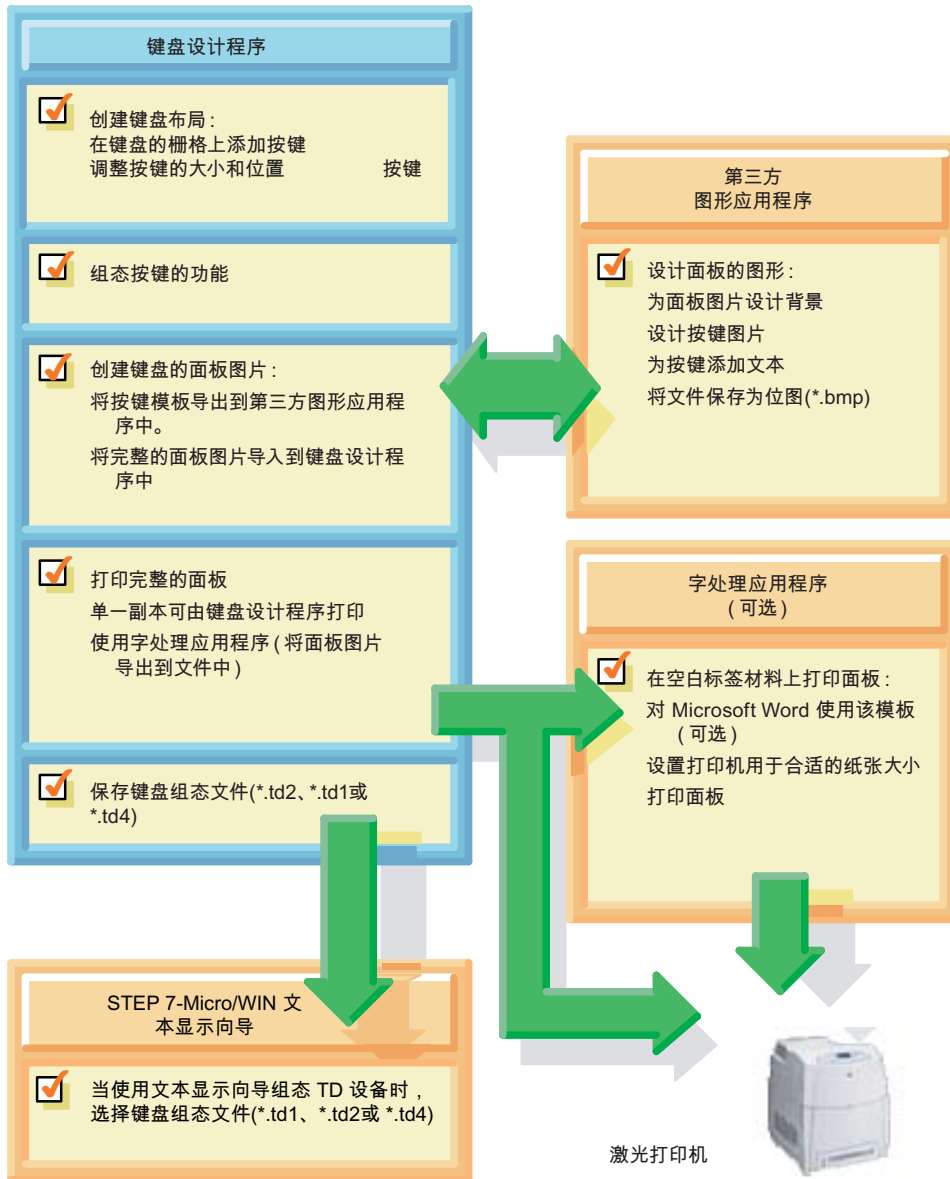 键盘设计程序
创建键盘布局:
在键盘的栅格上添加按键
调整按键的大小和位置 按键
组态按键的功能
创建键盘的面板图片:
将按键模板导出到第三方图形应用程
序中。
将完整的面板图片导入到键盘设计程
序中
打印完整的面板
单一副本可由键盘设计程序打印
使用字处理应用程序(将面板图片
导出到文件中)
保存键盘组态文件(*.td2、*.td1或
*.td4)
第三方
图形应用程序
设计面板的图形:
为面板图片设计背景
设计按键图片
为按键添加文本
将文件保存为位图(*.bmp)
字处理应用程序
(可选)
在空白标签材料上打印面板:
对 Microsoft Word 使用该模板
(可选)
设置打印机用于合适的纸张大小
打印面板
STEP 7-Micro/WIN 文
本显示向导
当使用文本显示向导组态 TD 设备时,
选择键盘组态文件(*.td1、*.td2或 *.td4)
激光打印机